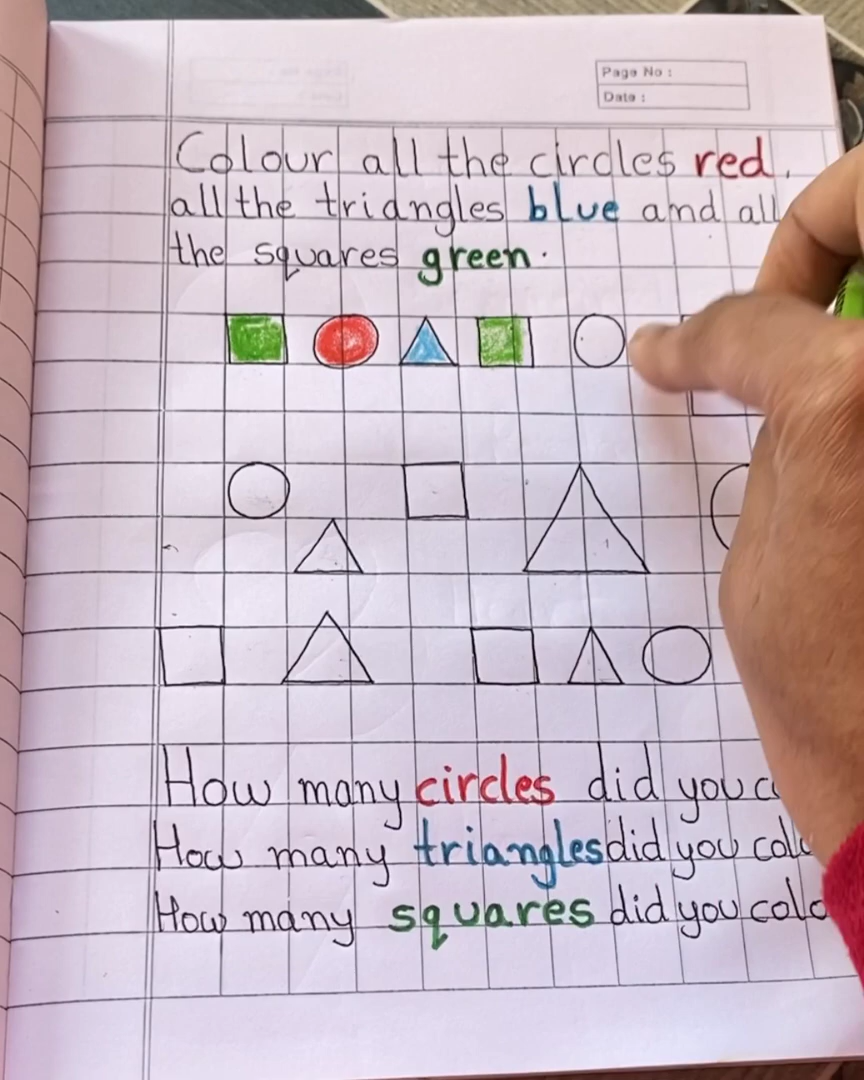 Page No :
Date :
Colour all the circles red,
all the triangles blue and all
the squares green.
How many circles did you
How many triangles did you
How many squares did you